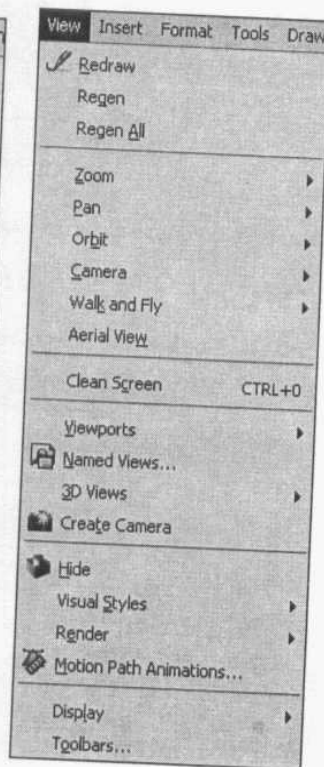 View Insert Format Tools Draw
Redraw
Regen
Regen All
Zoom
Pan
Orbit
Camera
Walk and Fly
Aerial View
Clean Screen CTRL+0
Viewports
Named Views...
3D Views
Create Camera
Hide
Visual Styles
Render
Motion Path Animations...
Display
Toolbars...